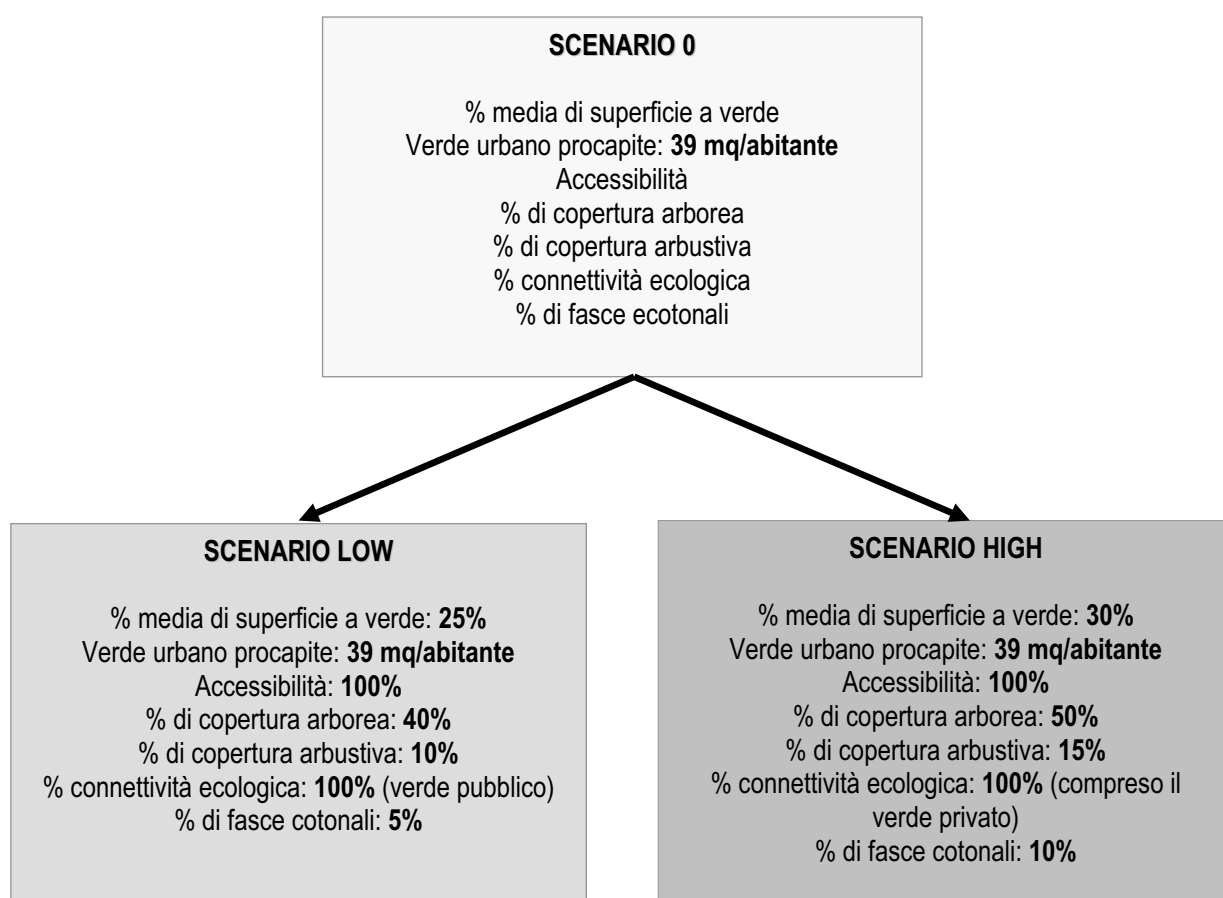 SCENARIO 0
% media di superficie a verde
Verde urbano procapite: 39 mq/abitante
Accessibilità
% di copertura arborea
% di copertura arbustiva
% connettività ecologica
% di fasce ecotonali
SCENARIO LOW
% media di superficie a verde: 25%
Verde urbano procapite: 39 mq/abitante
Accessibilità: 100%
% di copertura arborea: 40%
% di copertura arbustiva: 10%
% connettività ecologica: 100% (verde pubblico)
% di fasce cotonali: 5%
SCENARIO HIGH
% media di superficie a verde: 30%
Verde urbano procapite: 39 mq/abitante
Accessibilità: 100%
% di copertura arborea: 50%
% di copertura arbustiva: 15%
% connettività ecologica: 100% (compreso il
verde privato)
% di fasce cotonali: 10%